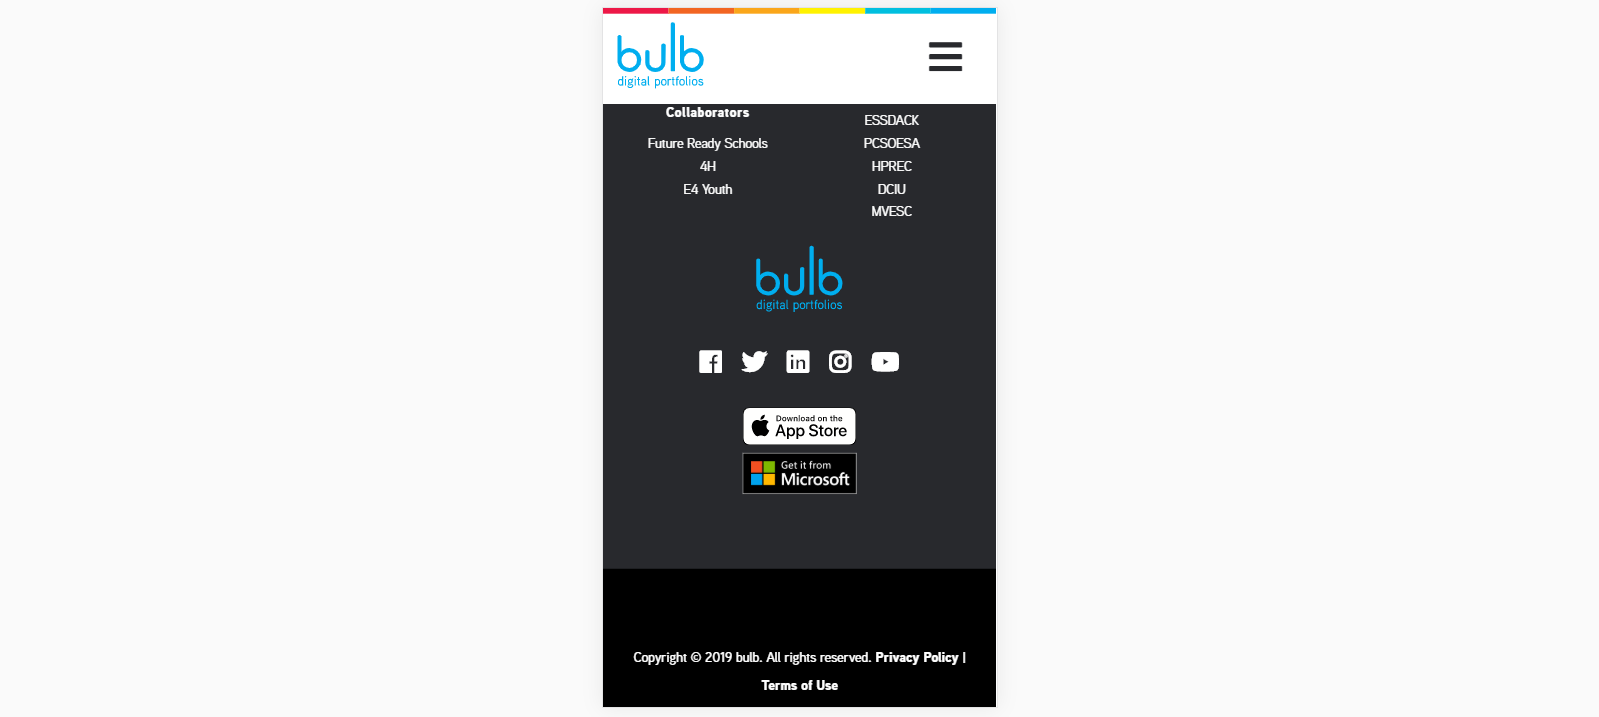 bulb
digital portfolios
Collaborators
Future Ready Schools
4H
E4 Youth
ESSDACK
PCSOESA
HPREC
DCIU
MVESC
bulb
digital portfolios
in
Download on the
App Store
Get it from
Microsoft
Copyright © 2019 bulb. All rights reserved. Privacy Policy |
Terms of Use